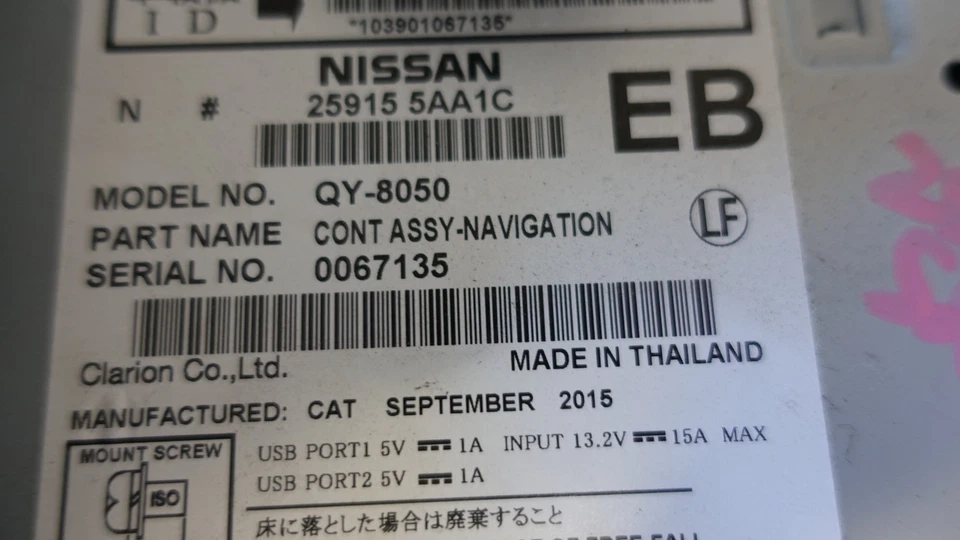 I D
"103901067135"
NISSAN
N # 25915 5AA1C
EB
MODEL NO. QY-8050
PART NAME CONT ASSY-NAVIGATION
LF
SERIAL NO. 0067135
Clarion Co.,Ltd.
MADE IN THAILAND
MANUFACTURED: CAT SEPTEMBER 2015
MOUNT SCREW
ISO
USB PORT1 5V 1A INPUT 13.2V 15A MAX
USB PORT2 5V 1A
床に落とした場合は廃棄すること